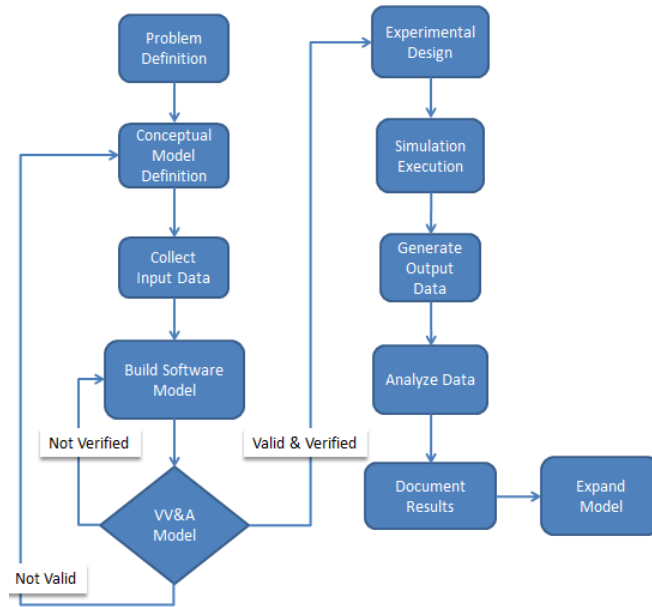 Problem
Definition
Conceptual
Model
Definition
Collect
Input Data
Build Software
Model
Not Verified
VV&A
Model
Not Valid
Valid & Verified
Experimental
Design
Simulation
Execution
Generate
Output
Data
Analyze Data
Document
Results
Expand
Model